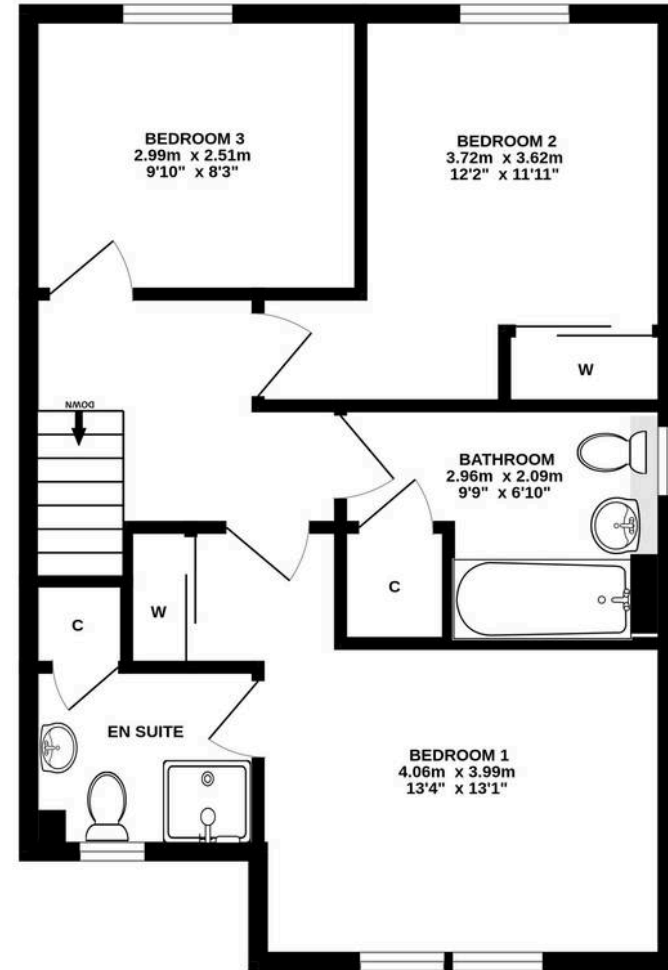 BEDROOM 3
2.99m x 2.51m
9'10" x 8'3"
BEDROOM 2
3.72m x 3.62m
12'2" x 11'11"
W
DOWN
BATHROOM
2.96m x 2.09m
9'9" x 6'10"
C
W
C
EN SUITE
BEDROOM 1
4.06m x 3.99m
13'4" x 13'1"